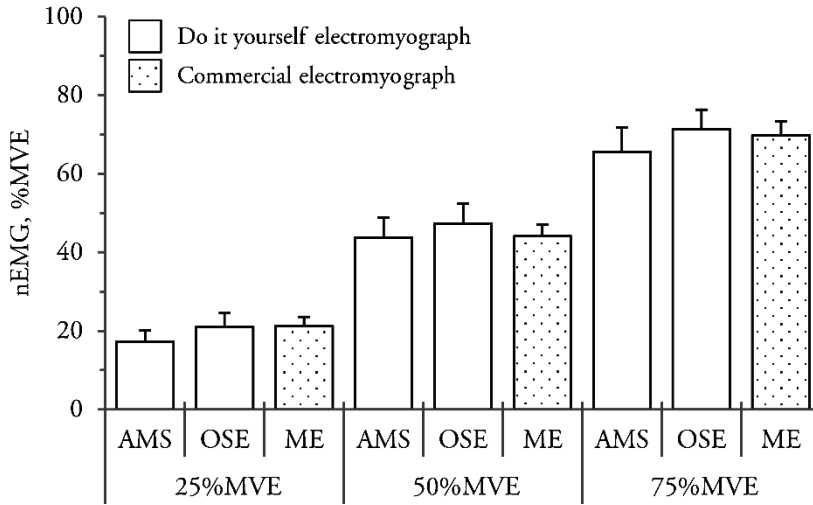 100
80
60
40
20
0
nEMG, %MVE
Do it yourself electromyograph
Commercial electromyograph
AMS OSE ME AMS OSE ME AMS OSE ME
25%MVE 50%MVE 75%MVE